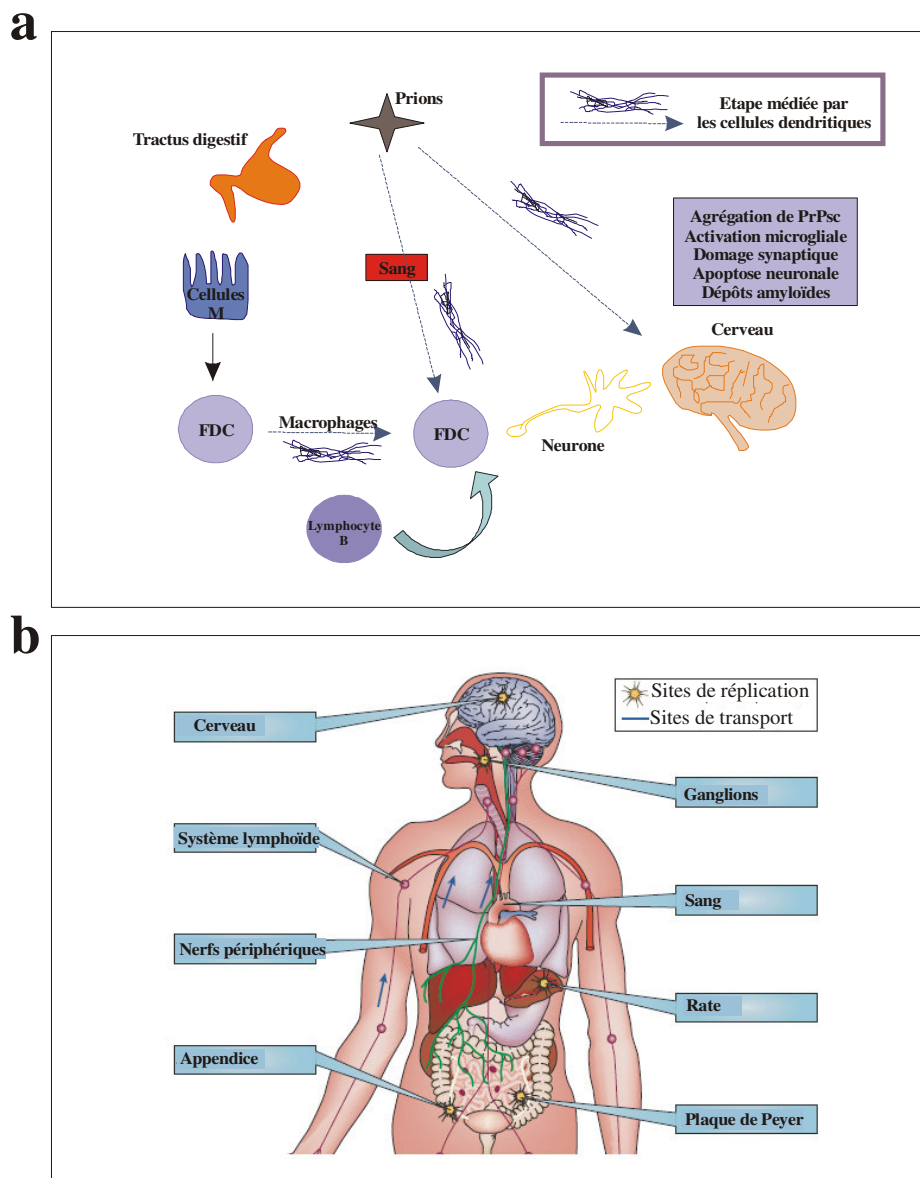 a
Prions
Etape médiée par
les cellules dendritiques
Tractus digestif
Agrégation de PrPsc
Activation microgliale
Domage synaptique
Apoptose neuronale
Dépôts amyloïdes
Sang
Cellules
M
Cerveau
FDC
Macrophages
FDC
Neurone
Lymphocyte
B
b
Sites de réplication
Sites de transport
Cerveau
Ganglions
Système lymphoïde
Sang
Nerfs périphériques
Rate
Appendice
Plaque de Peyer